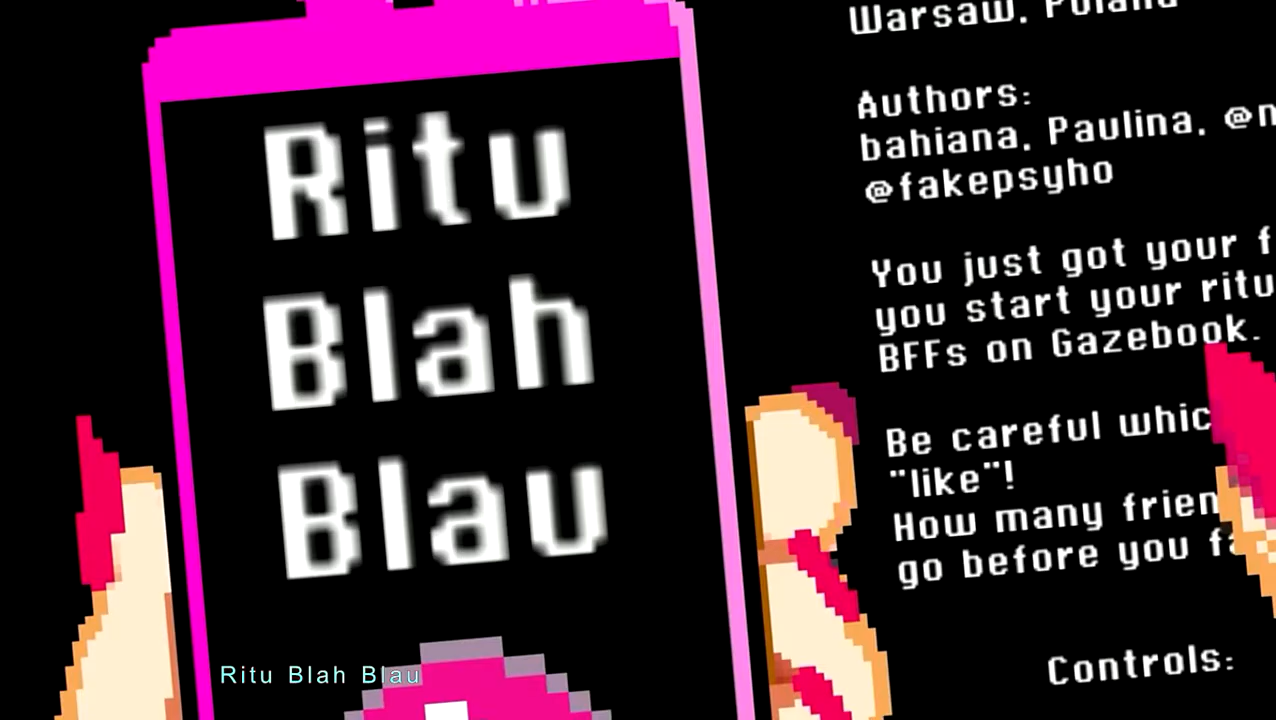 Ritu
Blah
Blau
Ritu Blah Blau
Warsaw, Poland
Authors:
bahiana, Paulina,
@fakepsyho
You just got your
you start your
BFFs on Gazebook.
Be careful
"like"!
How many
go before you
Controls: